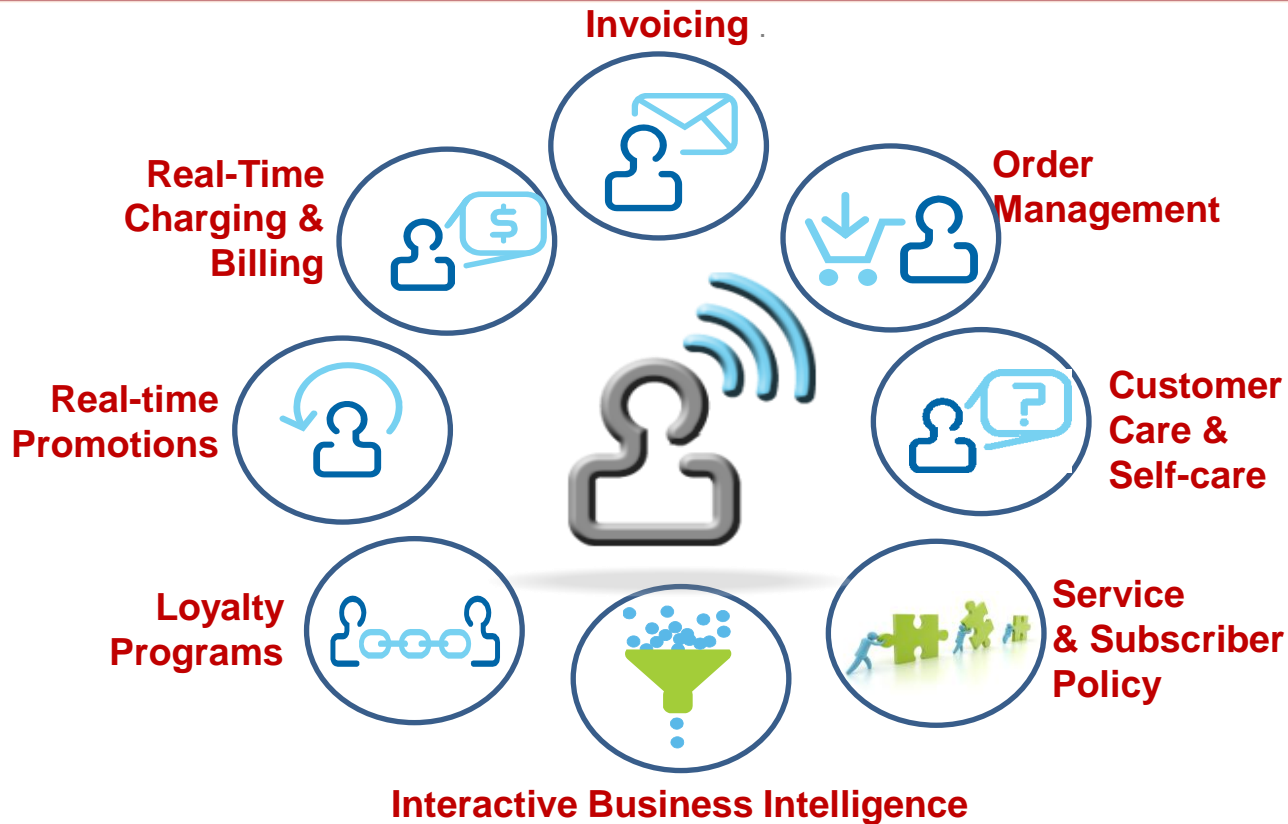 Invoicing .
Real-Time
Charging &
Billing
$
Order
Management
Real-time
Promotions
?
Customer
Care &
Self-care
Loyalty
Programs
Service
& Subscriber
Policy
Interactive Business Intelligence